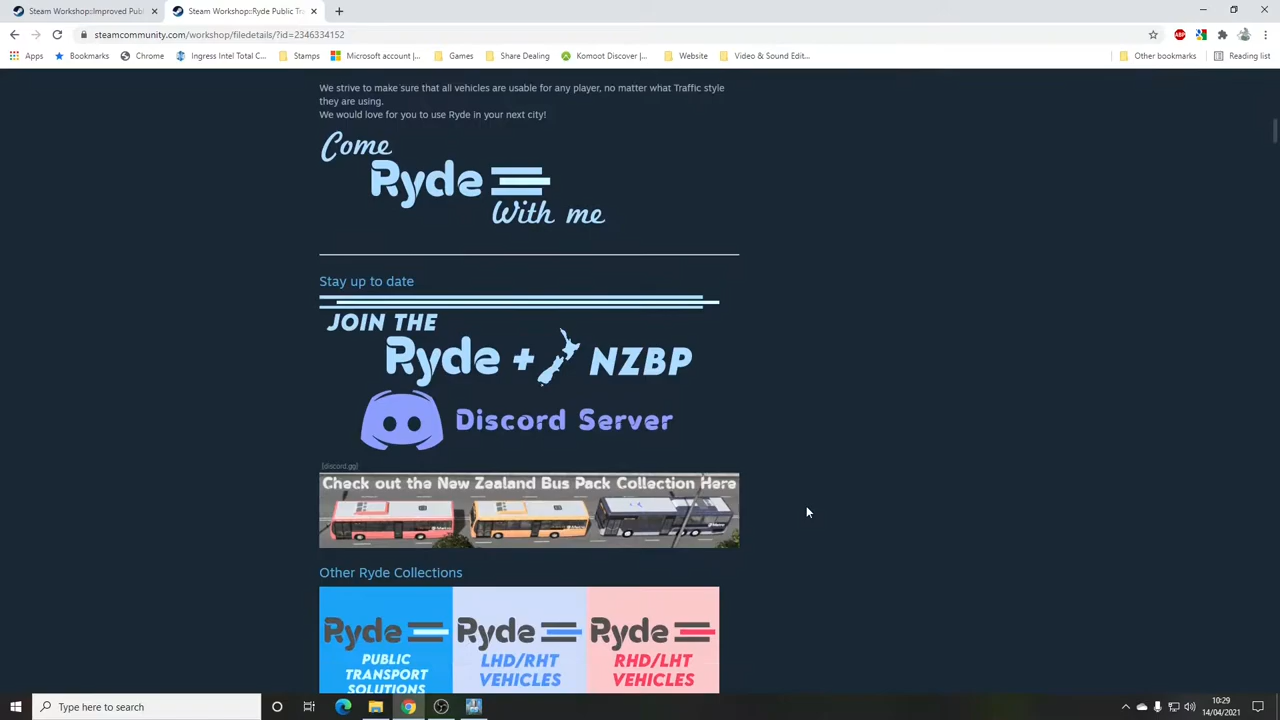 Steam Workshop::Improved Publ
Steam Workshop::Ryde Public Tr
steamcommunity.com/workshop/filedetails/?id=2346334152
Apps
Bookmarks
Chrome
Ingress Intel Total C...
Stamps
Microsoft account |...
Games
Share Dealing
Komoot Discover |...
Website
Video & Sound Edit...
Other bookmarks
Reading list
We strive to make sure that all vehicles are usable for any player, no matter what Traffic style
they are using.
We would love for you to use Ryde in your next city!
Come
Ryde
With me
Stay up to date
JOIN THE
Ryde + NZBP
Discord Server
[discord.gg]
Check out the New Zealand Bus Pack Collection Here
Other Ryde Collections
Ryde
PUBLIC
TRANSPORT
SOLUTIONS
Ryde
LHD/RHT
VEHICLES
Ryde
RHD/LHT
VEHICLES
Type here to search
10:29
14/04/2021